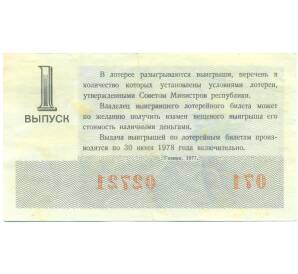 1
ВЫПУСК
В лотерее разыгрываются выигрыши, перечень и
количество которых установлены условиями лотереи,
утвержденными Советом Министров республики.
Владелец выигравшего лотерейного билета может
по желанию получить взамен вещевого выигрыша его
стоимость наличными деньгами.
Выдача выигрышей по лотерейным билетам произ-
водится по 30 июня 1978 года включительно.
1977.
02721 071